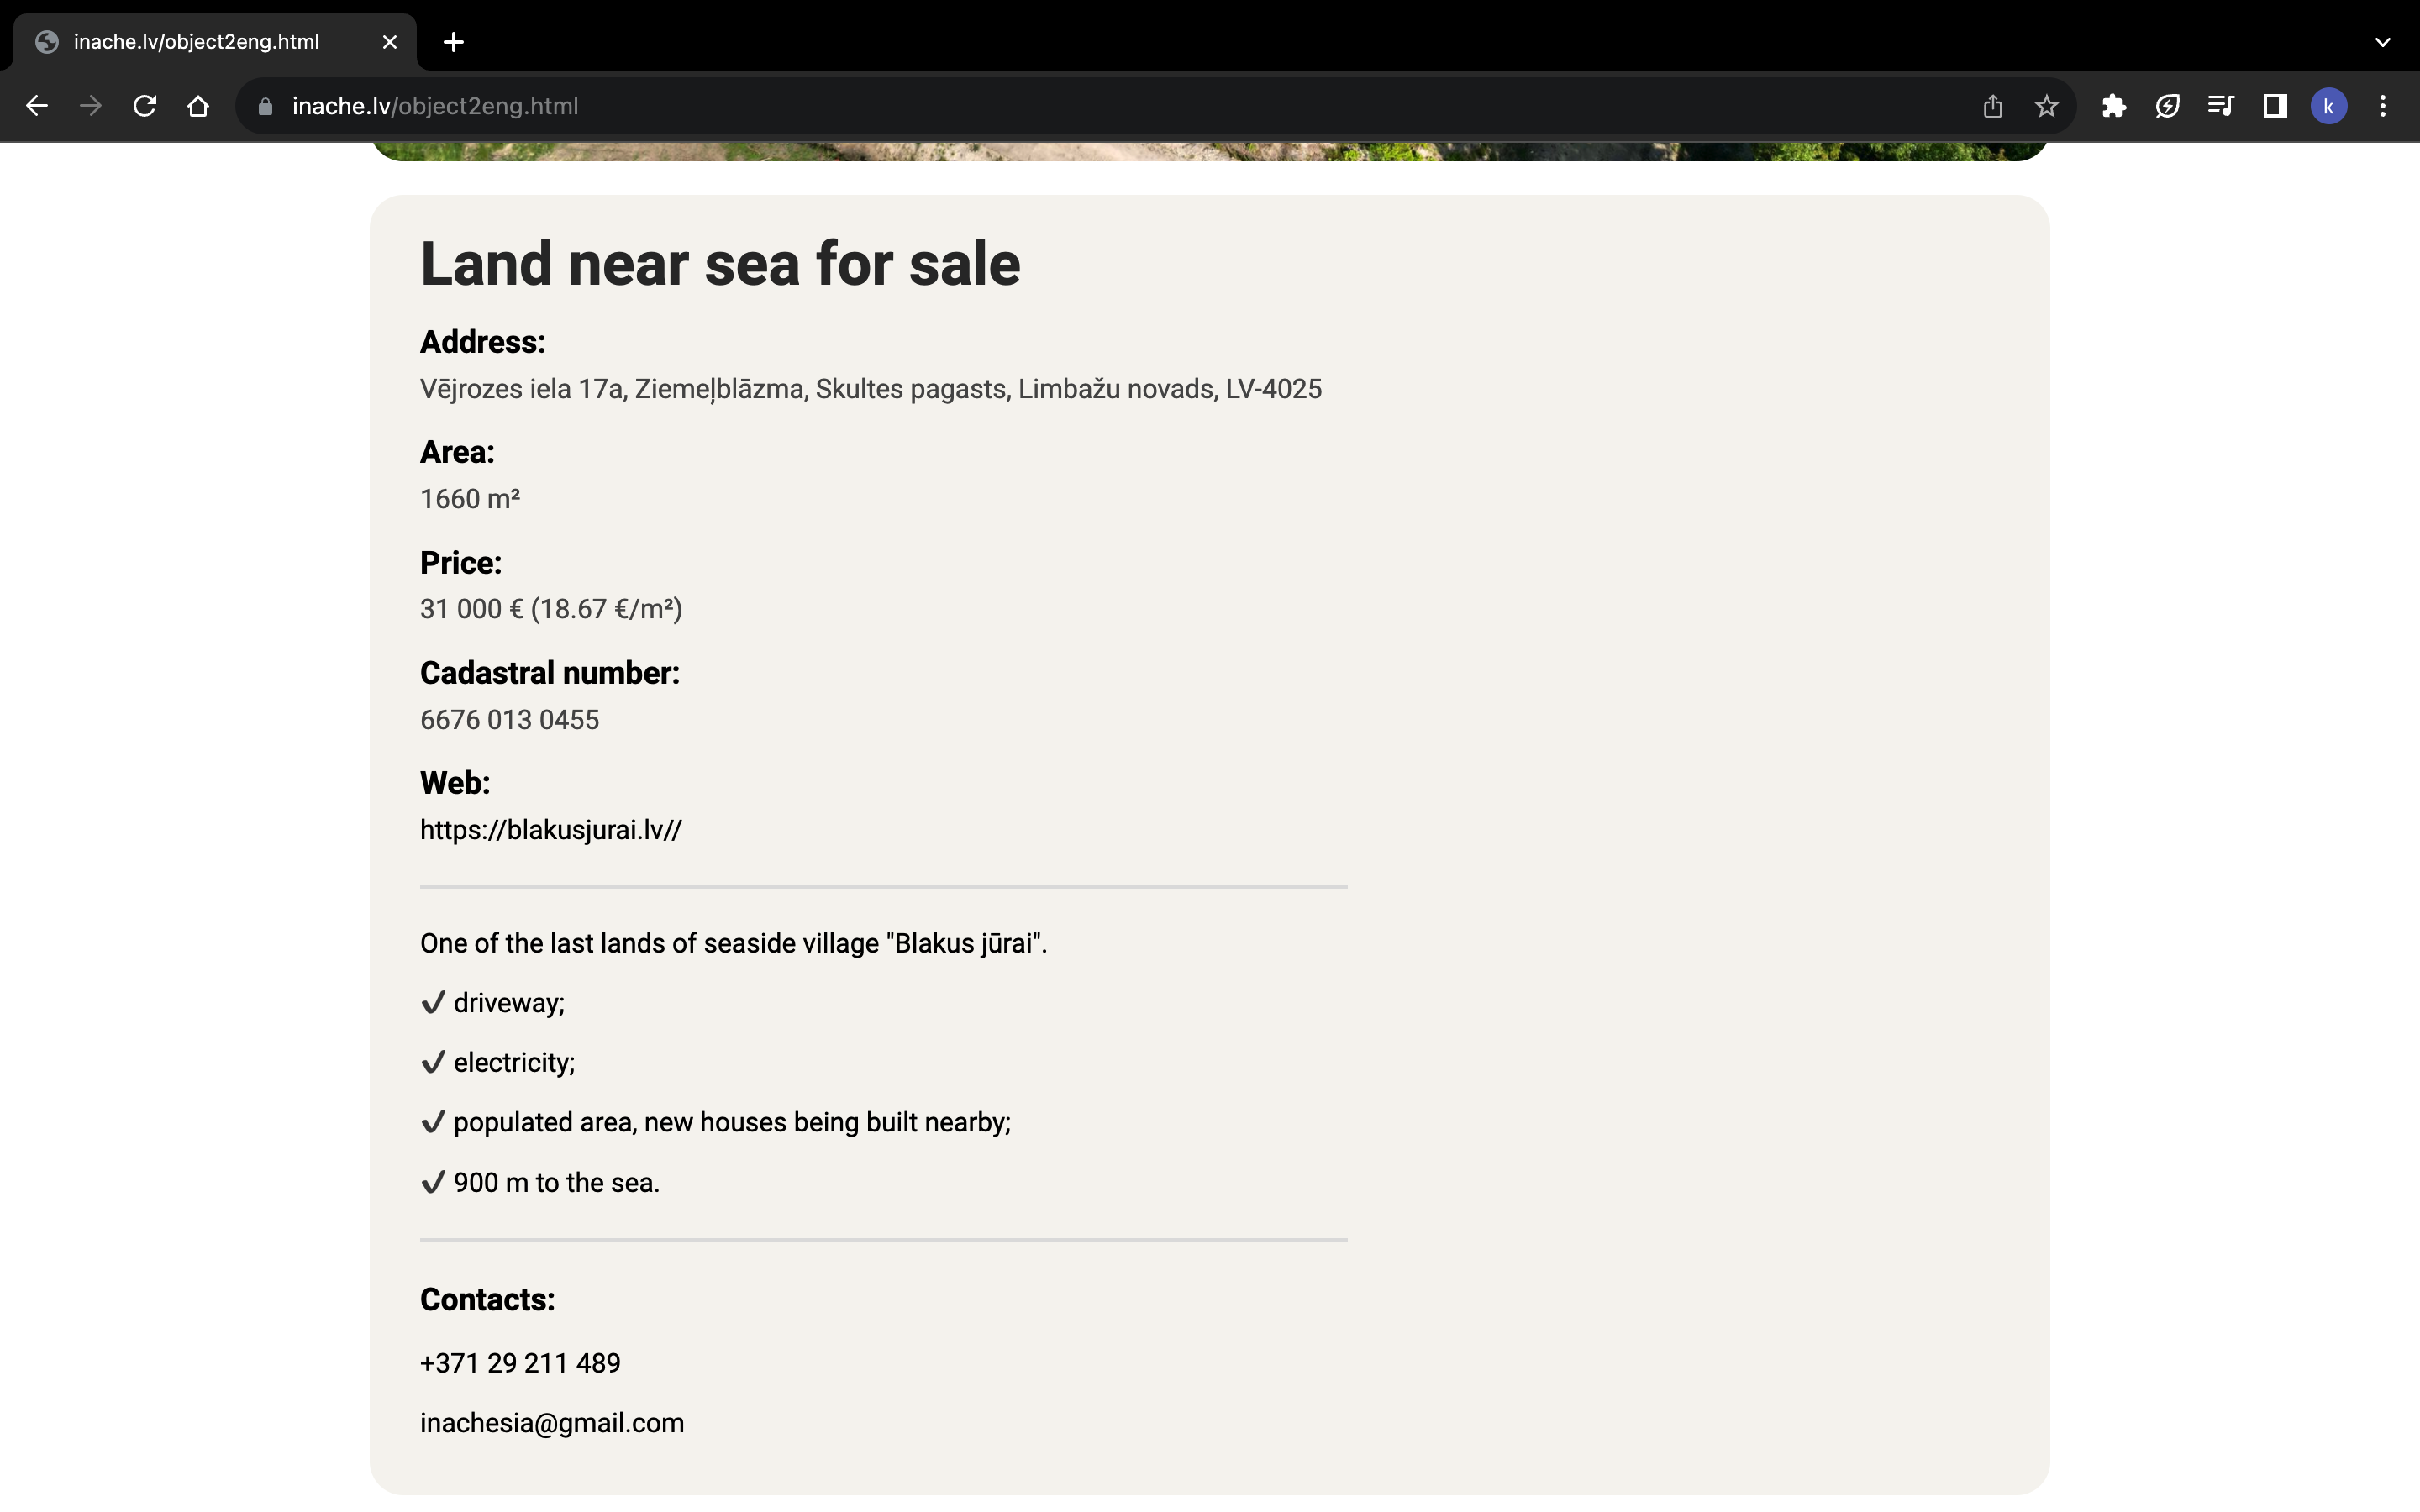 inache.lv/object2eng.html
inache.lv/object2eng.html
k
Land near sea for sale
Address:
Vējrozes iela 17a, Ziemeļblāzma, Skultes pagasts, Limbažu novads, LV-4025
Area:
1660 m²
Price:
31 000 € (18.67 €/m²)
Cadastral number:
6676 013 0455
Web:
https://blakusjurai.lv//
One of the last lands of seaside village "Blakus jūrai".
✔ driveway;
✔ electricity;
✔ populated area, new houses being built nearby;
✔ 900 m to the sea.
Contacts:
+371 29 211 489
inachesia@gmail.com